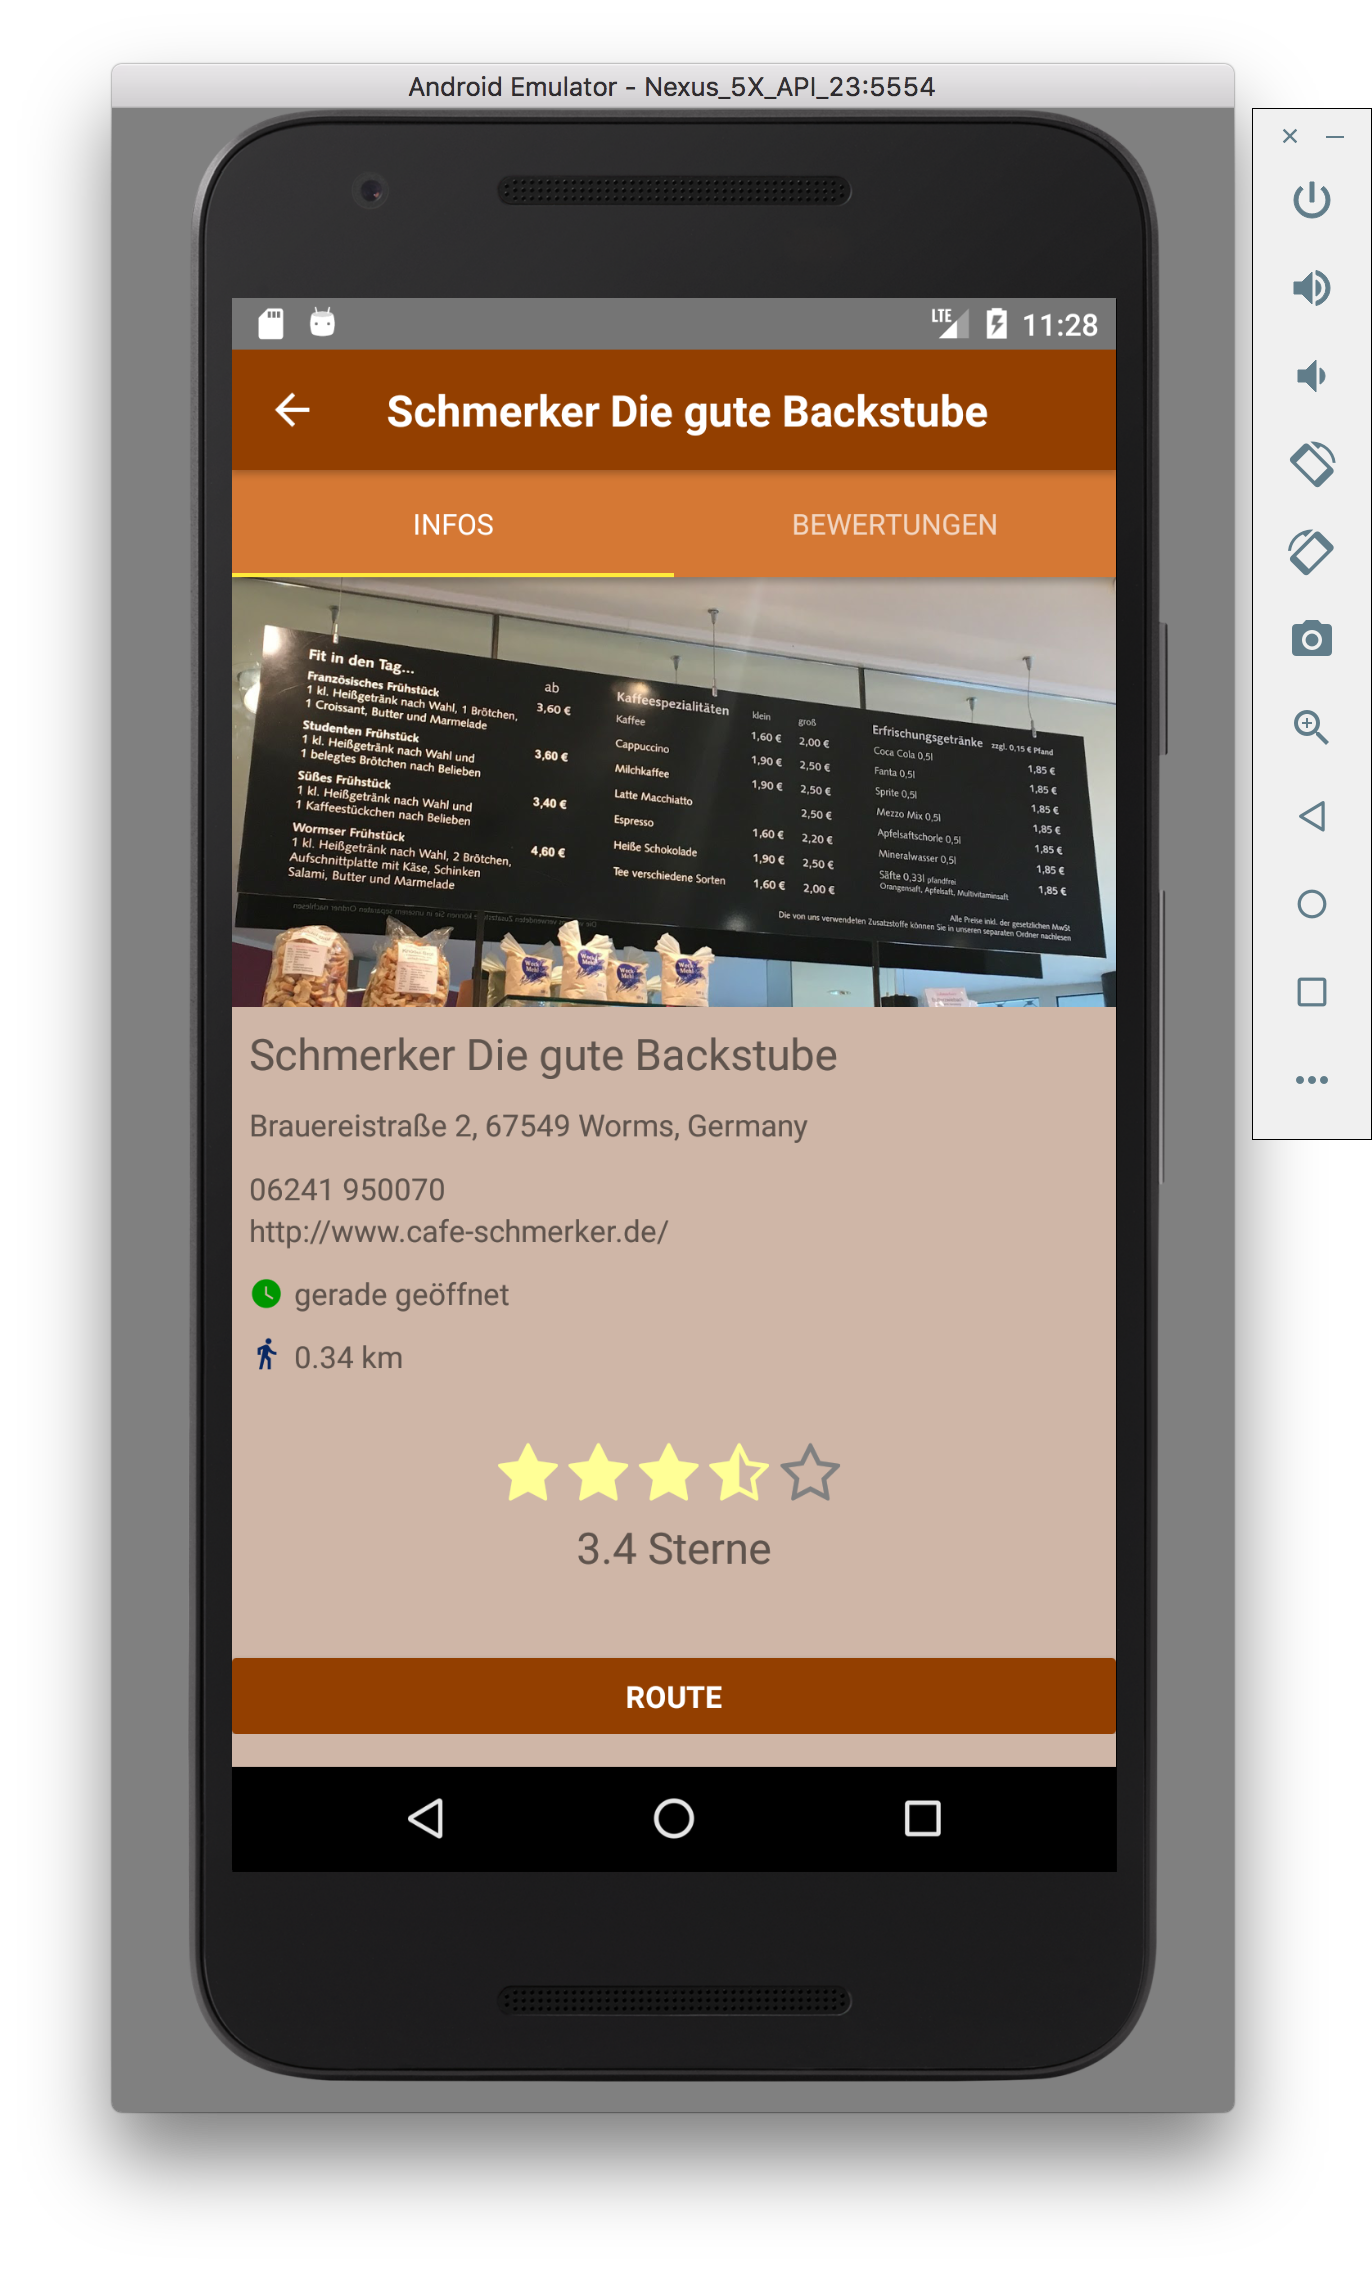 Android Emulator - Nexus_5X_API_23:5554
LTE 11:28
Schmerker Die gute Backstube
INFOS BEWERTUNGEN
Fit in den Tag...
ab
Französisches Frühstück
1 kl. Heißgetränk nach Wahl, 1 Brötchen, 3,60 €
1 Croissant, Butter und Marmelade
Studenten Frühstück
1 kl. Heißgetränk nach Wahl und 3,60 €
1 belegtes Brötchen nach Belieben
Süßes Frühstück
1 kl. Heißgetränk nach Wahl und 3,40 €
1 Kaffeestückchen nach Belieben
Wormser Frühstück
1 kl. Heißgetränk nach Wahl, 2 Brötchen, 4,60 €
Aufschnittplatte mit Käse, Schinken
Salami, Butter und Marmelade
Kaffeespezialitäten klein groß
Kaffee 1,60 € 2,00 €
Cappuccino 1,90 € 2,50 €
Milchkaffee 1,90 € 2,50 €
Latte Macchiatto 2,50 €
Espresso 1,60 € 2,20 €
Heiße Schokolade 1,90 € 2,50 €
Tee verschiedene Sorten 1,60 € 2,00 €
Erfrischungsgetränke zzgl. 0,15 € Pfand
Coca Cola 0,5l 1,85 €
Fanta 0,5l 1,85 €
Sprite 0,5l 1,85 €
Mezzo Mix 0,5l 1,85 €
Apfelsaftschorle 0,5l 1,85 €
Mineralwasser 0,5l 1,85 €
Säfte 0,33l pfandfrei 1,85 €
Orangensaft, Apfelsaft, Multivitaminsaft
Alle Preise inkl. der gesetzlichen MwSt
Die von uns verwendeten Zusatzstoffe können Sie in unseren separaten Ordner nachlesen
Schmerker Die gute Backstube
Brauereistraße 2, 67549 Worms, Germany
06241 950070
http://www.cafe-schmerker.de/
gerade geöffnet
0.34 km
3.4 Sterne
ROUTE